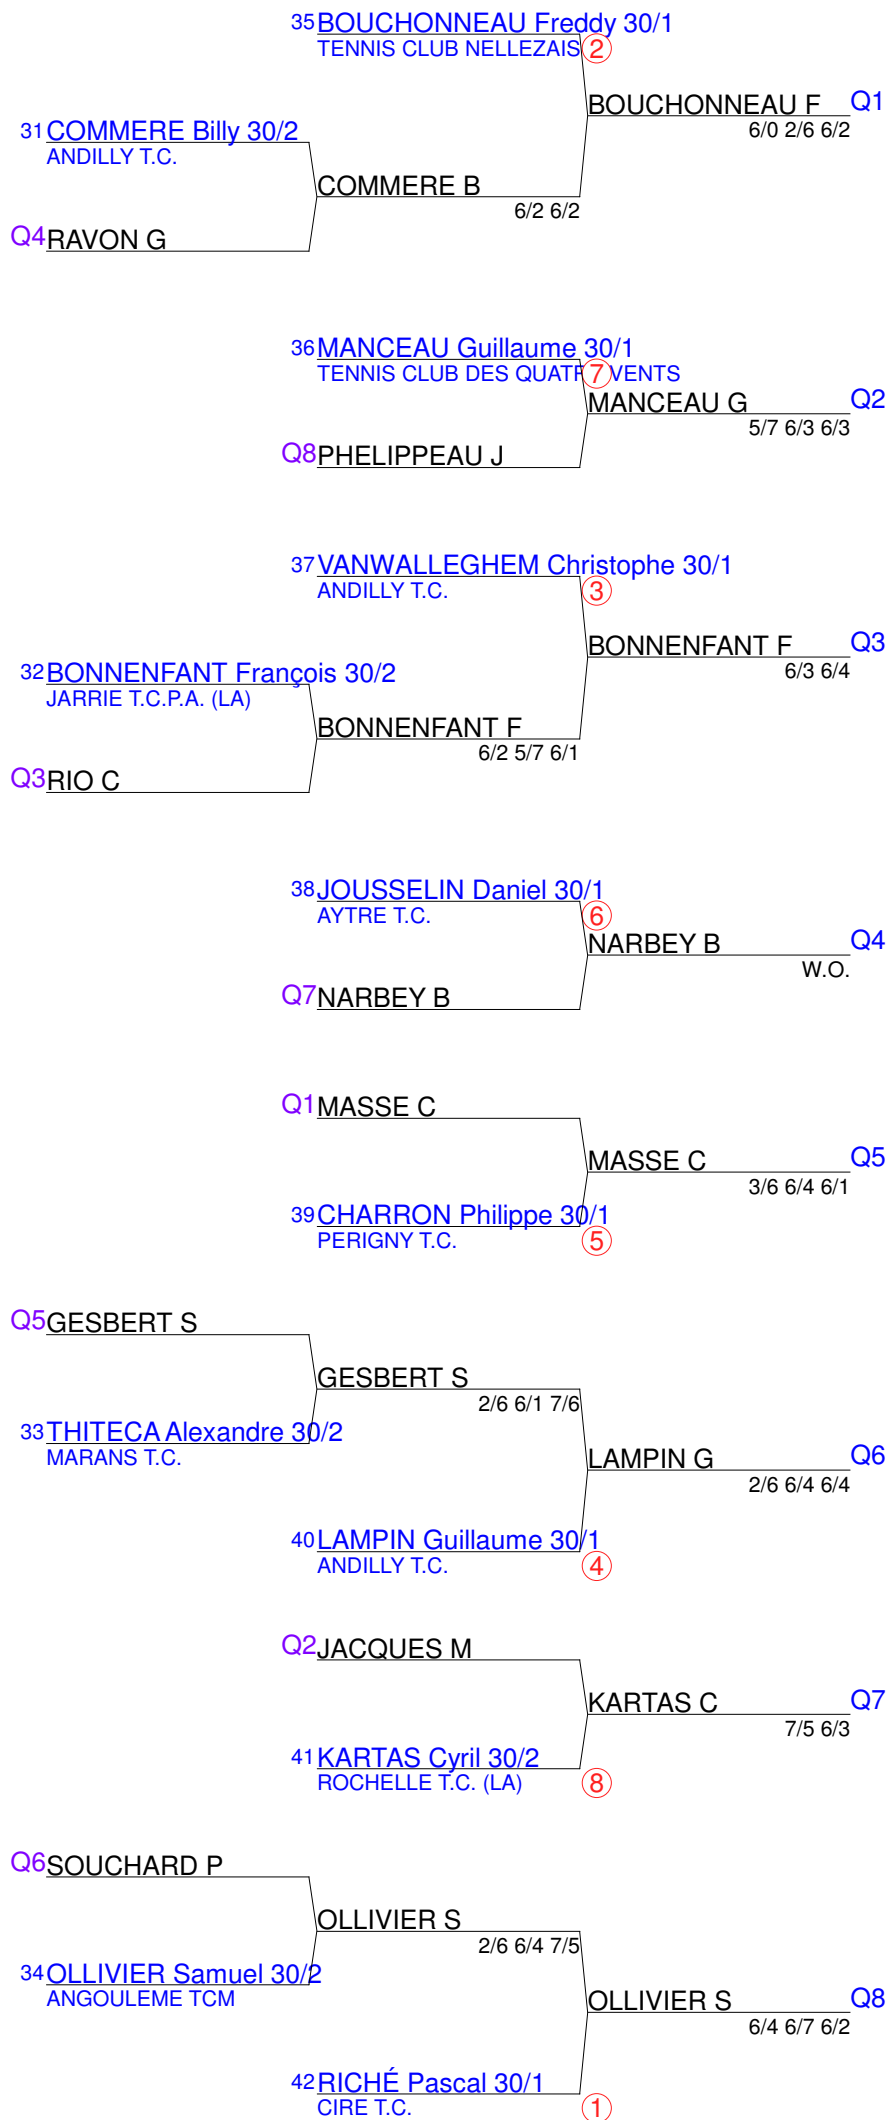 35 BOUCHONNEAU Freddy 30/1
TENNIS CLUB NELLEZAIS 2
BOUCHONNEAU F Q1
6/0 2/6 6/2
31 COMMERE Billy 30/2
ANDILLY T.C.
COMMERE B
6/2 6/2
Q4 RAVON G
36 MANCEAU Guillaume 30/1
TENNIS CLUB DES QUATRE VENTS 7
MANCEAU G Q2
5/7 6/3 6/3
Q8 PHELIPPEAU J
37 VANWALLEGHEM Christophe 30/1
ANDILLY T.C. 3
BONNENFANT F Q3
6/3 6/4
32 BONNENFANT François 30/2
JARRIE T.C.P.A. (LA)
BONNENFANT F
6/2 5/7 6/1
Q3 RIO C
38 JOUSSELIN Daniel 30/1
AYTRE T.C. 6
NARBEY B Q4
W.O.
Q7 NARBEY B
Q1 MASSE C
MASSE C Q5
3/6 6/4 6/1
39 CHARRON Philippe 30/1
PERIGNY T.C. 5
Q5 GESBERT S
GESBERT S
2/6 6/1 7/6
33 THITECA Alexandre 30/2
MARANS T.C.
LAMPIN G Q6
2/6 6/4 6/4
40 LAMPIN Guillaume 30/1
ANDILLY T.C. 4
Q2 JACQUES M
KARTAS C Q7
7/5 6/3
41 KARTAS Cyril 30/2
ROCHELLE T.C. (LA) 8
Q6 SOUCHARD P
OLLIVIER S
2/6 6/4 7/5
34 OLLIVIER Samuel 30/2
ANGOULEME TCM
OLLIVIER S Q8
6/4 6/7 6/2
42 RICHÉ Pascal 30/1
CIRE T.C. 1